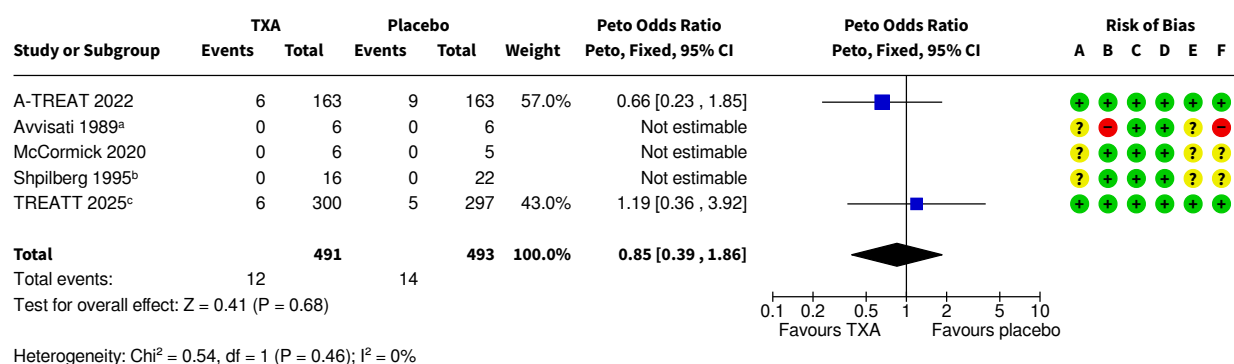 TXA Placebo Peto Odds Ratio Peto Odds Ratio Risk of Bias
Study or Subgroup Events Total Events Total Weight Peto, Fixed, 95% CI Peto, Fixed, 95% CI A B C D E F
A-TREAT 2022 6 163 9 163 57.0% 0.66 [0.23 , 1.85] + + + + + +
Avvisati 1989ᵃ 0 6 0 6 Not estimable ? − + + ? −
McCormick 2020 0 6 0 5 Not estimable ? + + + ? ?
Shpilberg 1995ᵇ 0 16 0 22 Not estimable ? + + + ? ?
TREATT 2025ᶜ 6 300 5 297 43.0% 1.19 [0.36 , 3.92] + + + + + +
Total 491 493 100.0% 0.85 [0.39 , 1.86]
Total events: 12 14
Test for overall effect: Z = 0.41 (P = 0.68)
0.1 0.2 0.5 1 2 5 10
Favours TXA Favours placebo
Heterogeneity: Chi² = 0.54, df = 1 (P = 0.46); I² = 0%